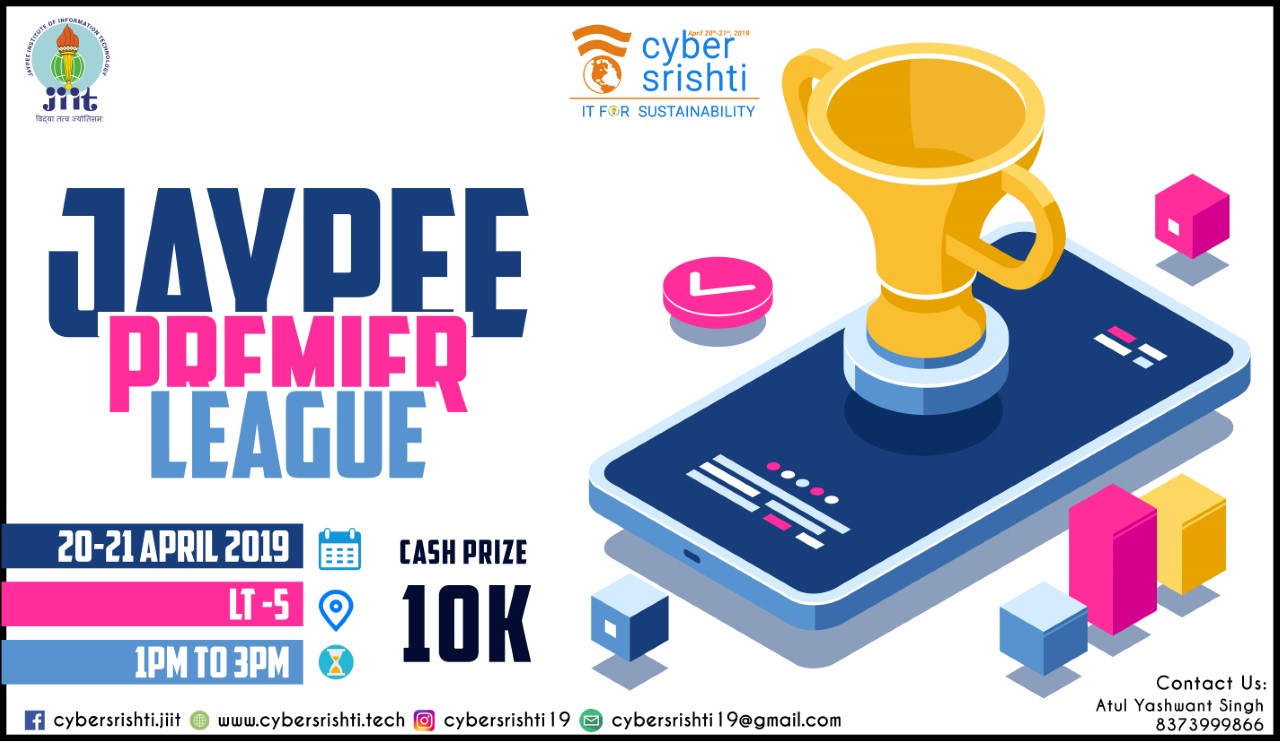 JAYPEE INSTITUTE OF INFORMATION TECHNOLOGY
jiit
विद्या तत्व ज्योतिसमः
April 20th-21st, 2019
cyber
srishti
IT FOR SUSTAINABILITY
JAYPEE
PREMIER
LEAGUE
20-21 APRIL 2019
LT -5
1PM TO 3PM
CASH PRIZE
10K
Contact Us:
Atul Yashwant Singh
8373999866
cybersrishti.jiit www.cybersrishti.tech cybersrishti19 cybersrishti19@gmail.com